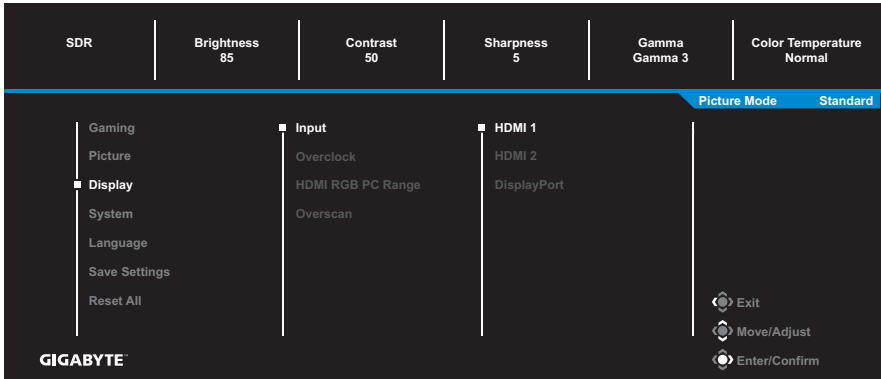 SDR
Brightness
85
Contrast
50
Sharpness
5
Gamma
Gamma 3
Color Temperature
Normal
Picture Mode Standard
Gaming
Picture
Display
System
Language
Save Settings
Reset All
Input
Overclock
HDMI RGB PC Range
Overscan
HDMI 1
HDMI 2
DisplayPort
Exit
Move/Adjust
Enter/Confirm
GIGABYTE™